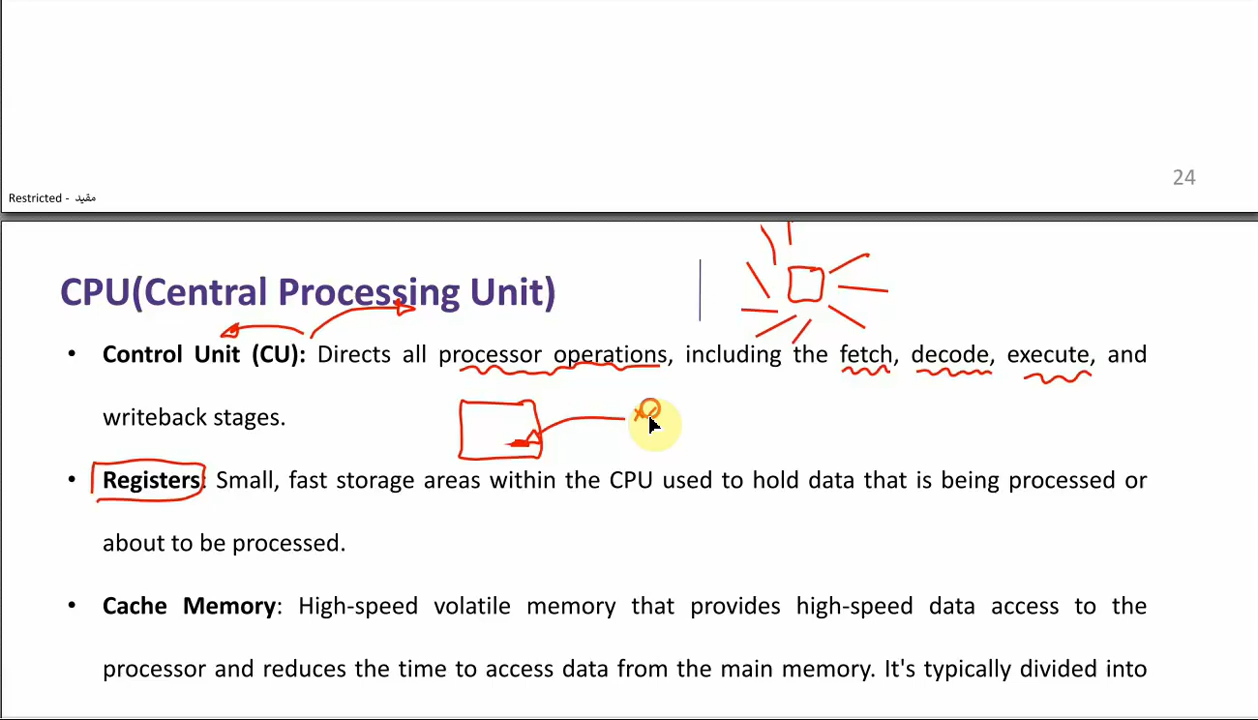 24
Restricted - مقيد
CPU(Central Processing Unit)
• Control Unit (CU): Directs all processor operations, including the fetch, decode, execute, and
writeback stages.
• Registers: Small, fast storage areas within the CPU used to hold data that is being processed or
about to be processed.
• Cache Memory: High-speed volatile memory that provides high-speed data access to the
processor and reduces the time to access data from the main memory. It's typically divided into